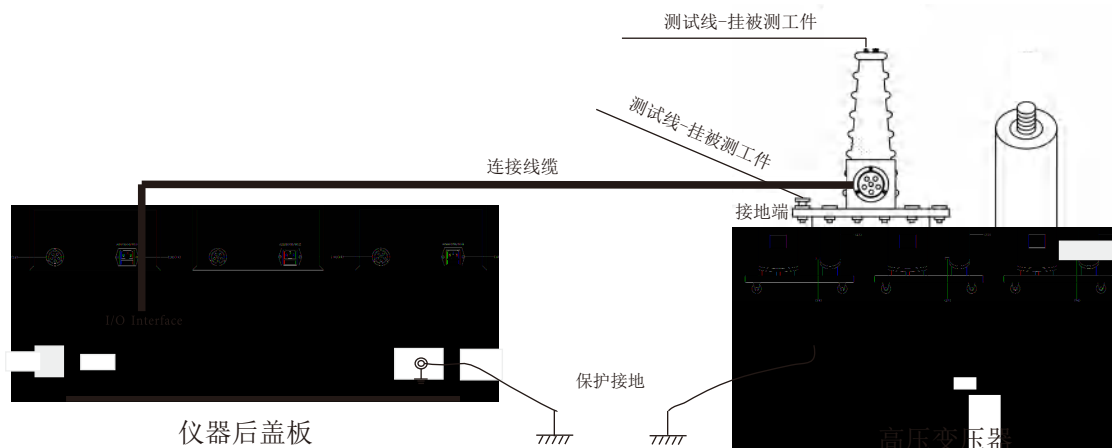 测试线-挂被测工件
测试线-挂被测工件
连接线缆
接地端
I/O Interface
保护接地
仪器后盖板
高压变压器